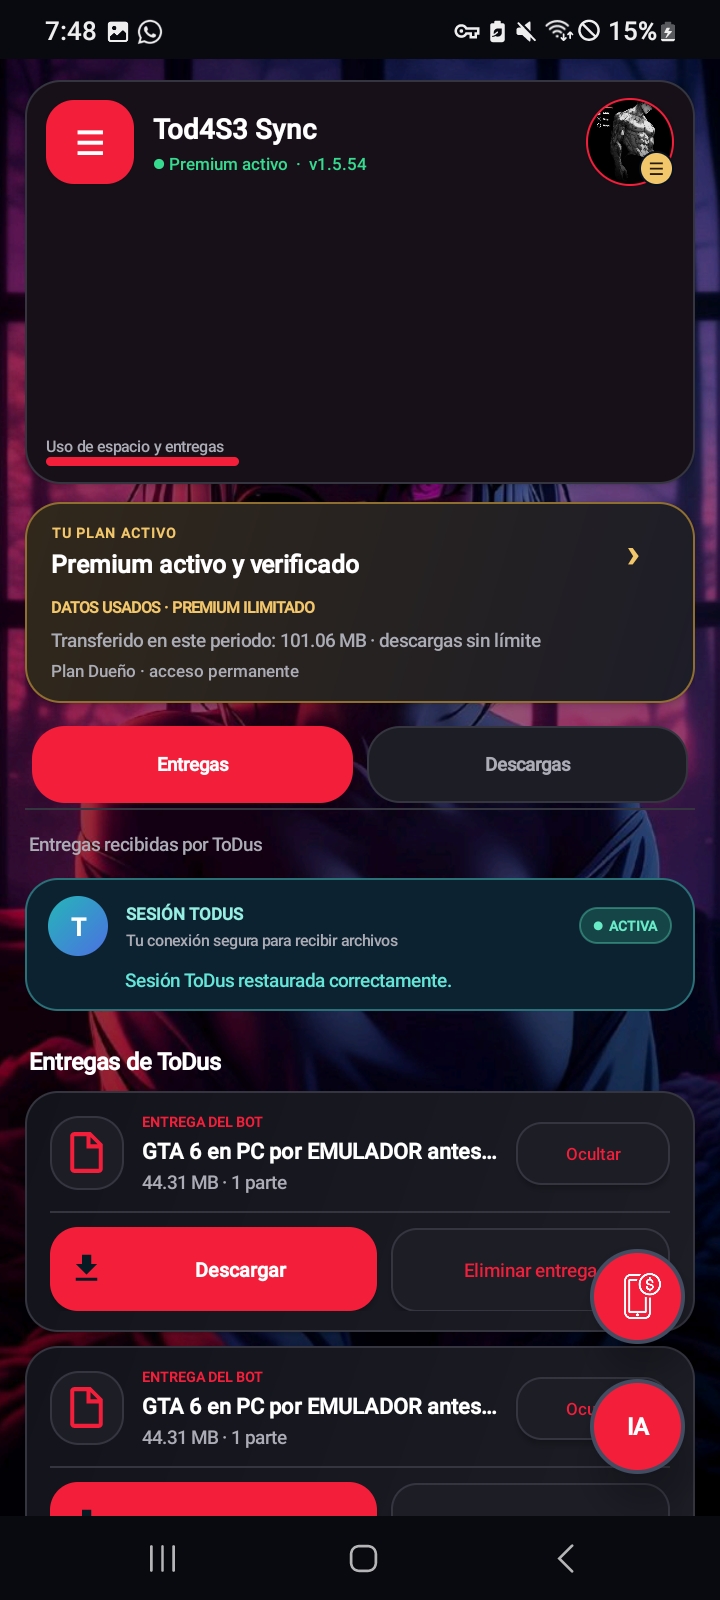 7:48
15%
Tod4S3 Sync
Premium activo · v1.5.54
Uso de espacio y entregas
TU PLAN ACTIVO
Premium activo y verificado
DATOS USADOS · PREMIUM ILIMITADO
Transferido en este periodo: 101.06 MB · descargas sin límite
Plan Dueño · acceso permanente
Entregas
Descargas
Entregas recibidas por ToDus
T
SESIÓN TODUS
Tu conexión segura para recibir archivos
ACTIVA
Sesión ToDus restaurada correctamente.
Entregas de ToDus
ENTREGA DEL BOT
GTA 6 en PC por EMULADOR antes...
44.31 MB · 1 parte
Ocultar
Descargar
Eliminar entrega
$
ENTREGA DEL BOT
GTA 6 en PC por EMULADOR antes...
44.31 MB · 1 parte
Ocu
IA